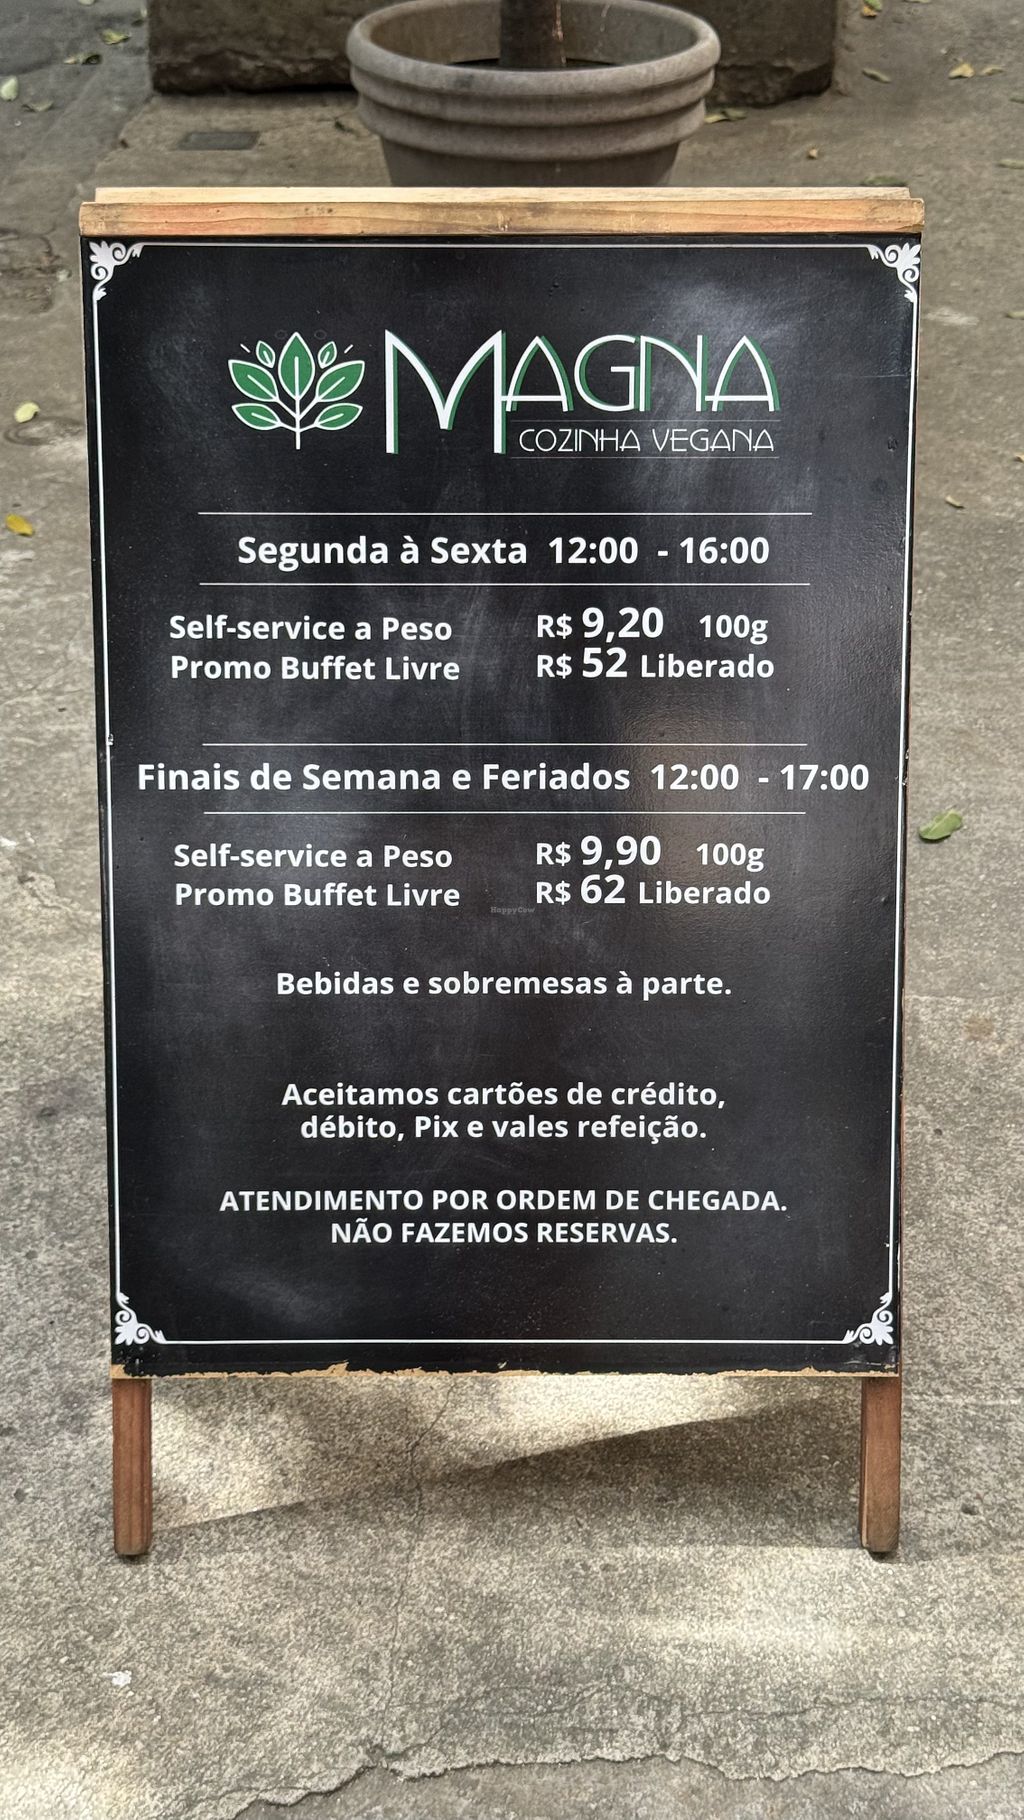 MAGNA
COZINHA VEGANA
Segunda à Sexta 12:00 - 16:00
Self-service a Peso R$ 9,20 100g
Promo Buffet Livre R$ 52 Liberado
Finais de Semana e Feriados 12:00 - 17:00
Self-service a Peso R$ 9,90 100g
Promo Buffet Livre R$ 62 Liberado
HappyCow
Bebidas e sobremesas à parte.
Aceitamos cartões de crédito,
débito, Pix e vales refeição.
ATENDIMENTO POR ORDEM DE CHEGADA.
NÃO FAZEMOS RESERVAS.